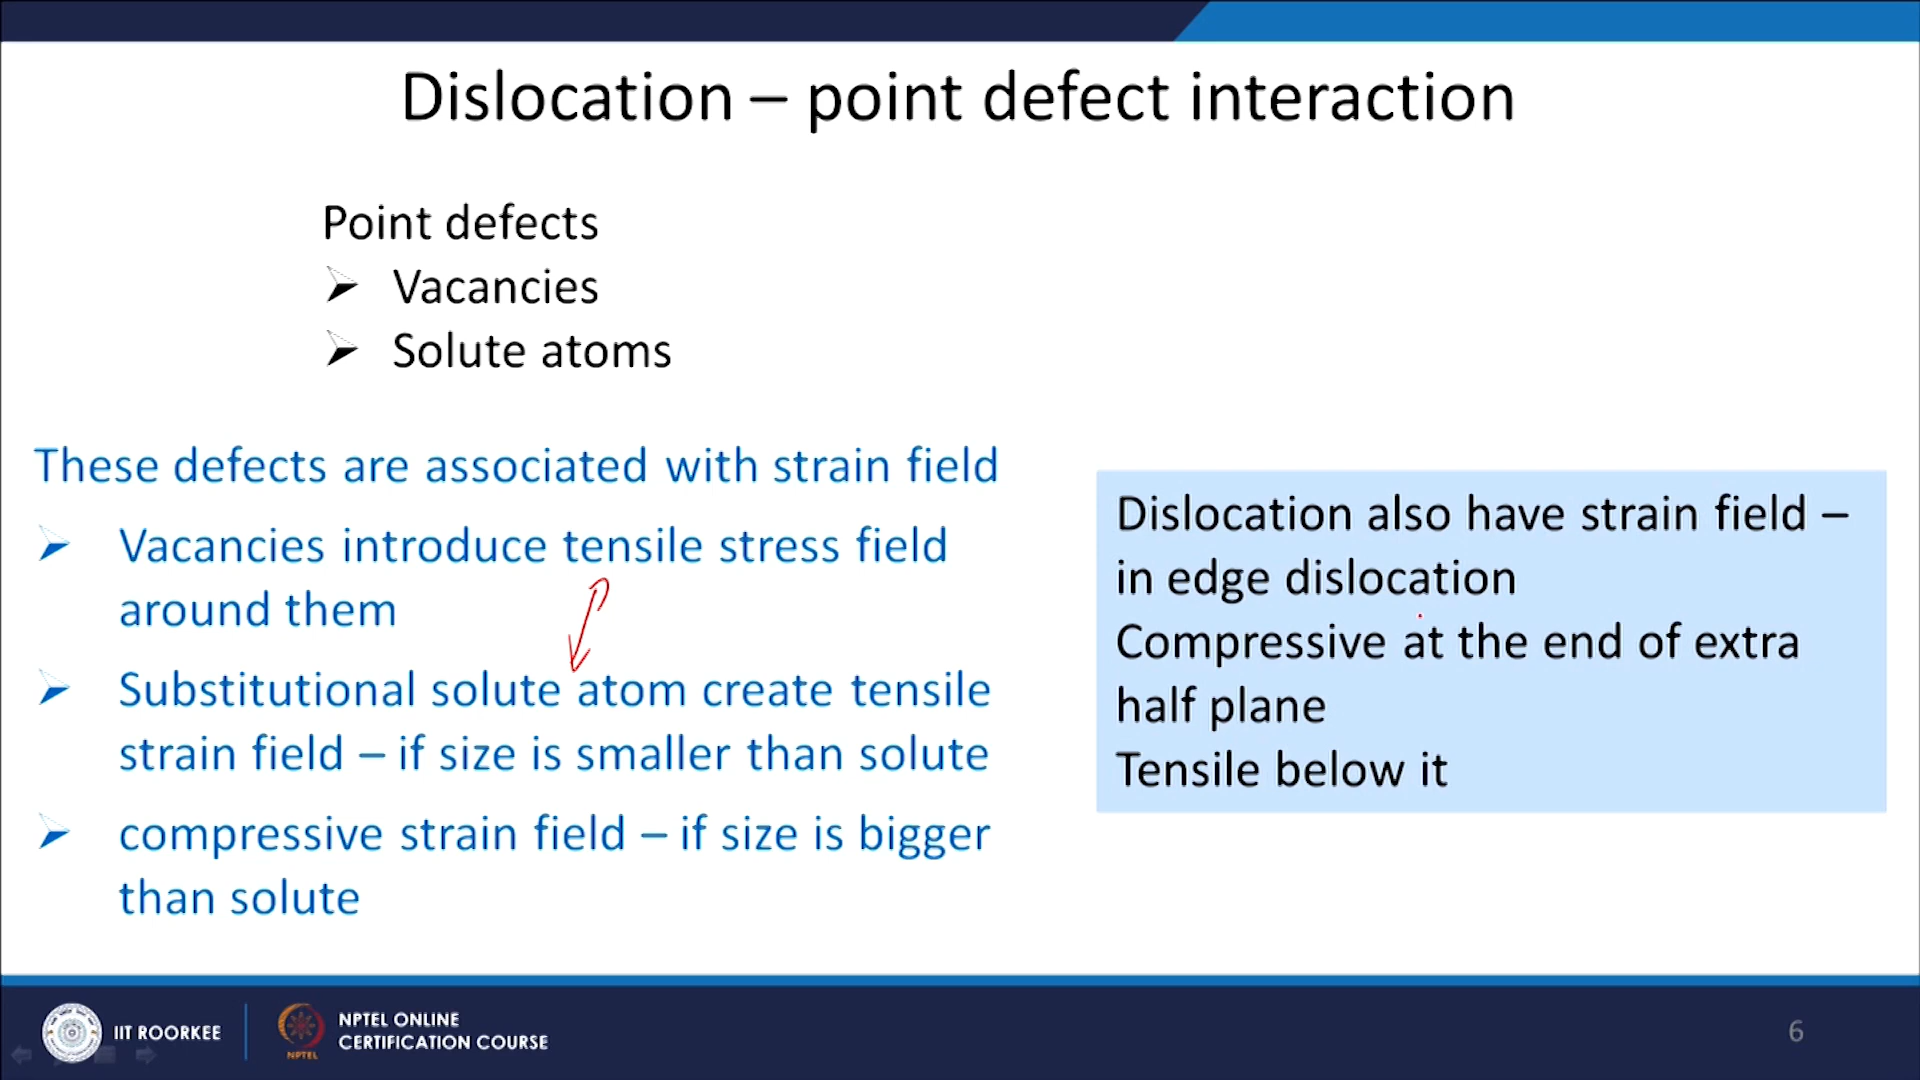 Dislocation – point defect interaction
Point defects
Vacancies
Solute atoms
These defects are associated with strain field
Vacancies introduce tensile stress field
around them
Substitutional solute atom create tensile
strain field – if size is smaller than solute
compressive strain field – if size is bigger
than solute
Dislocation also have strain field –
in edge dislocation
Compressive at the end of extra
half plane
Tensile below it
IIT ROORKEE
NPTEL
NPTEL ONLINE
CERTIFICATION COURSE
6